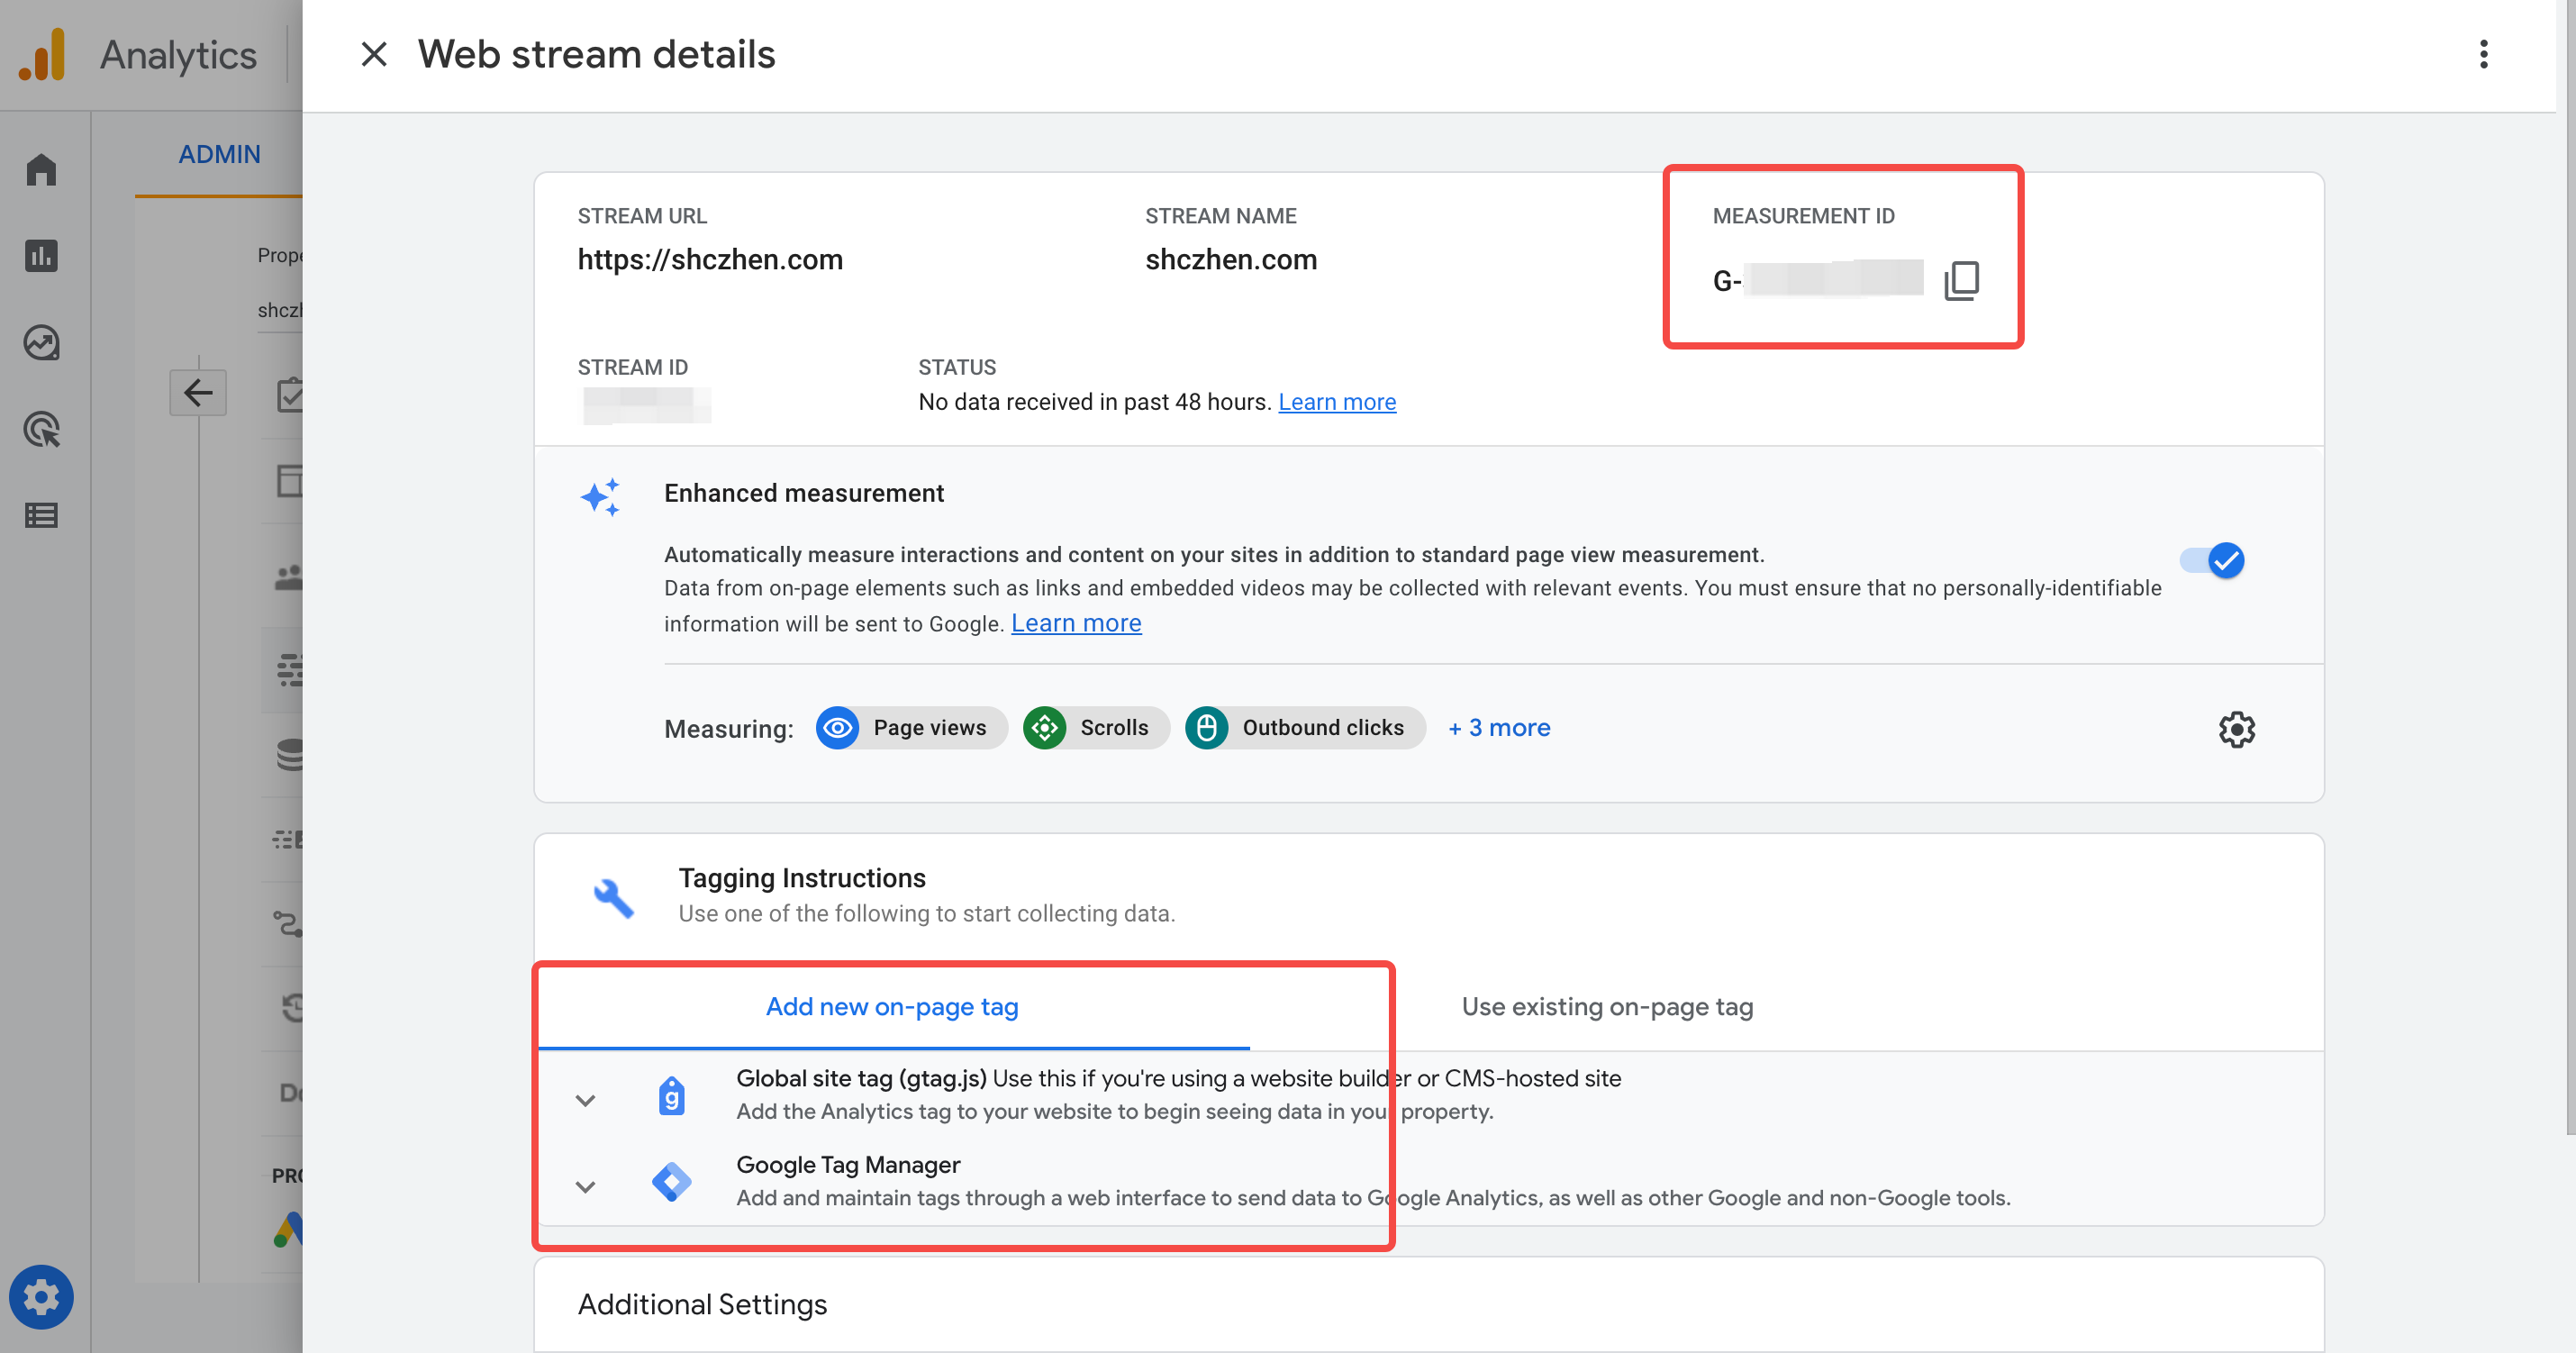 Analytics
Web stream details
ADMIN
STREAM URL
STREAM NAME
MEASUREMENT ID
https://shczhen.com
shczhen.com
G-
STREAM ID
STATUS
No data received in past 48 hours. Learn more
Enhanced measurement
Automatically measure interactions and content on your sites in addition to standard page view measurement.
Data from on-page elements such as links and embedded videos may be collected with relevant events. You must ensure that no personally-identifiable
information will be sent to Google. Learn more
Measuring:
Page views
Scrolls
Outbound clicks
+ 3 more
Tagging Instructions
Use one of the following to start collecting data.
Add new on-page tag
Use existing on-page tag
g
Global site tag (gtag.js) Use this if you're using a website builder or CMS-hosted site
Add the Analytics tag to your website to begin seeing data in your property.
Google Tag Manager
Add and maintain tags through a web interface to send data to Google Analytics, as well as other Google and non-Google tools.
Additional Settings